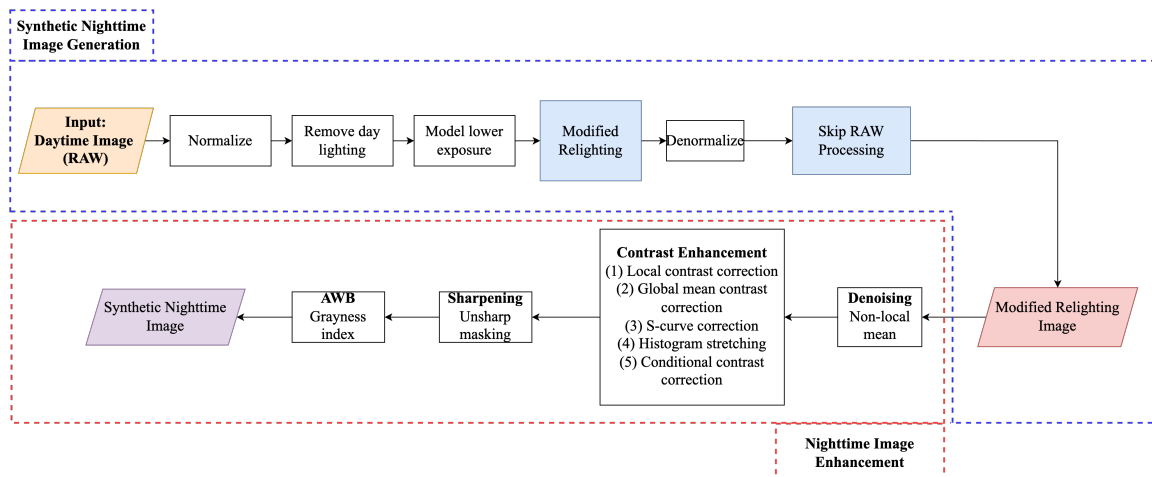 Synthetic Nighttime
Image Generation
Input:
Daytime Image
(RAW)
Normalize
Remove day
lighting
Model lower
exposure
Modified
Relighting
Denormalize
Skip RAW
Processing
Synthetic Nighttime
Image
AWB
Grayness
index
Sharpening
Unsharp
masking
Contrast Enhancement
(1) Local contrast correction
(2) Global mean contrast
correction
(3) S-curve correction
(4) Histogram stretching
(5) Conditional contrast
correction
Denoising
Non-local
mean
Modified Relighting
Image
Nighttime Image
Enhancement